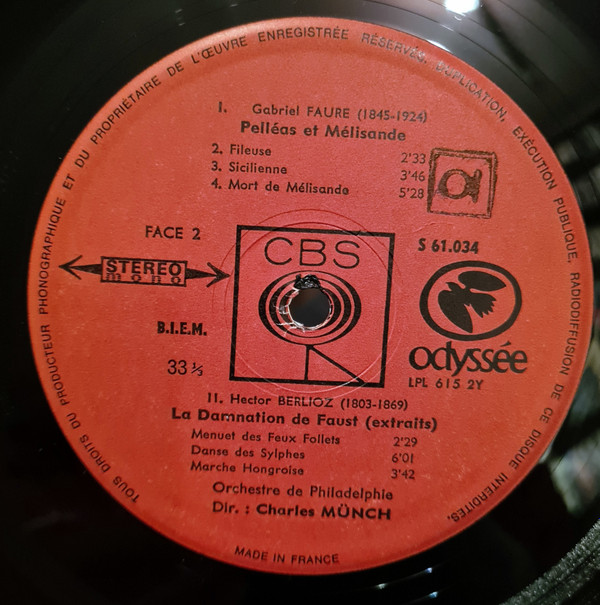 TOUS DROITS DU PRODUCTEUR PHONOGRAPHIQUE ET DU PROPRIÉTAIRE DE L'ŒUVRE ENREGISTRÉE RÉSERVÉS. DUPLICATION, EXÉCUTION PUBLIQUE, RADIODIFFUSION DE CE DISQUE INTERDITES.
1. Gabriel FAURE (1845-1924)
Pelléas et Mélisande
2. Fileuse 2'33
3. Sicilienne 3'46
4. Mort de Mélisande 5'28
FACE 2
CBS
S 61.034
STEREO
mono
B.I.E.M.
33 ⅓
odyssée
LPL 615 2Y
11. Hector BERLIOZ (1803-1869)
La Damnation de Faust (extraits)
Menuet des Feux Follets 2'29
Danse des Sylphes 6'01
Marche Hongroise 3'42
Orchestre de Philadelphie
Dir. : Charles MÜNCH
MADE IN FRANCE